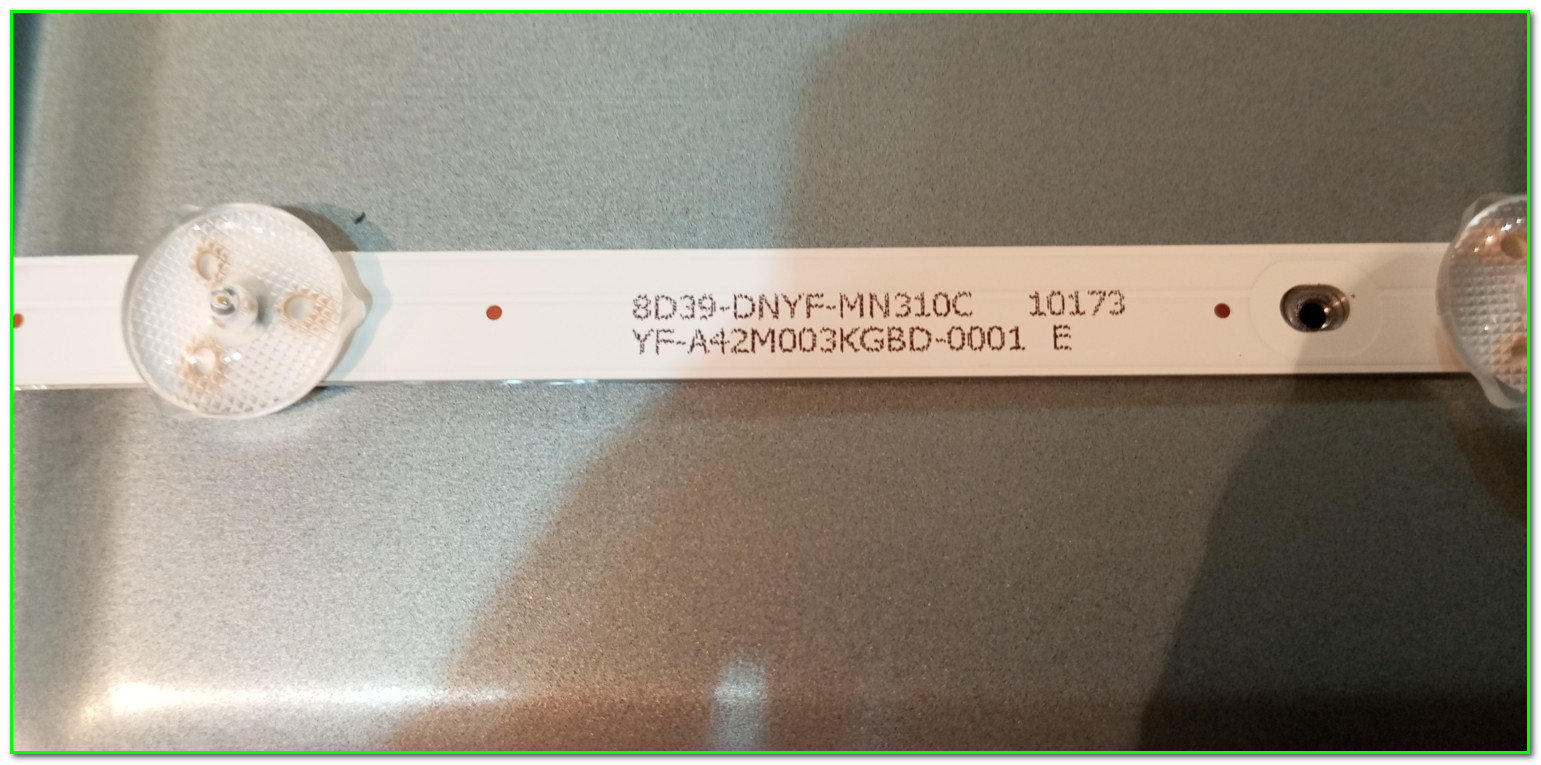 8D39-DNYF-MN310C 10173
YF-A42M003KGBD-0001 E